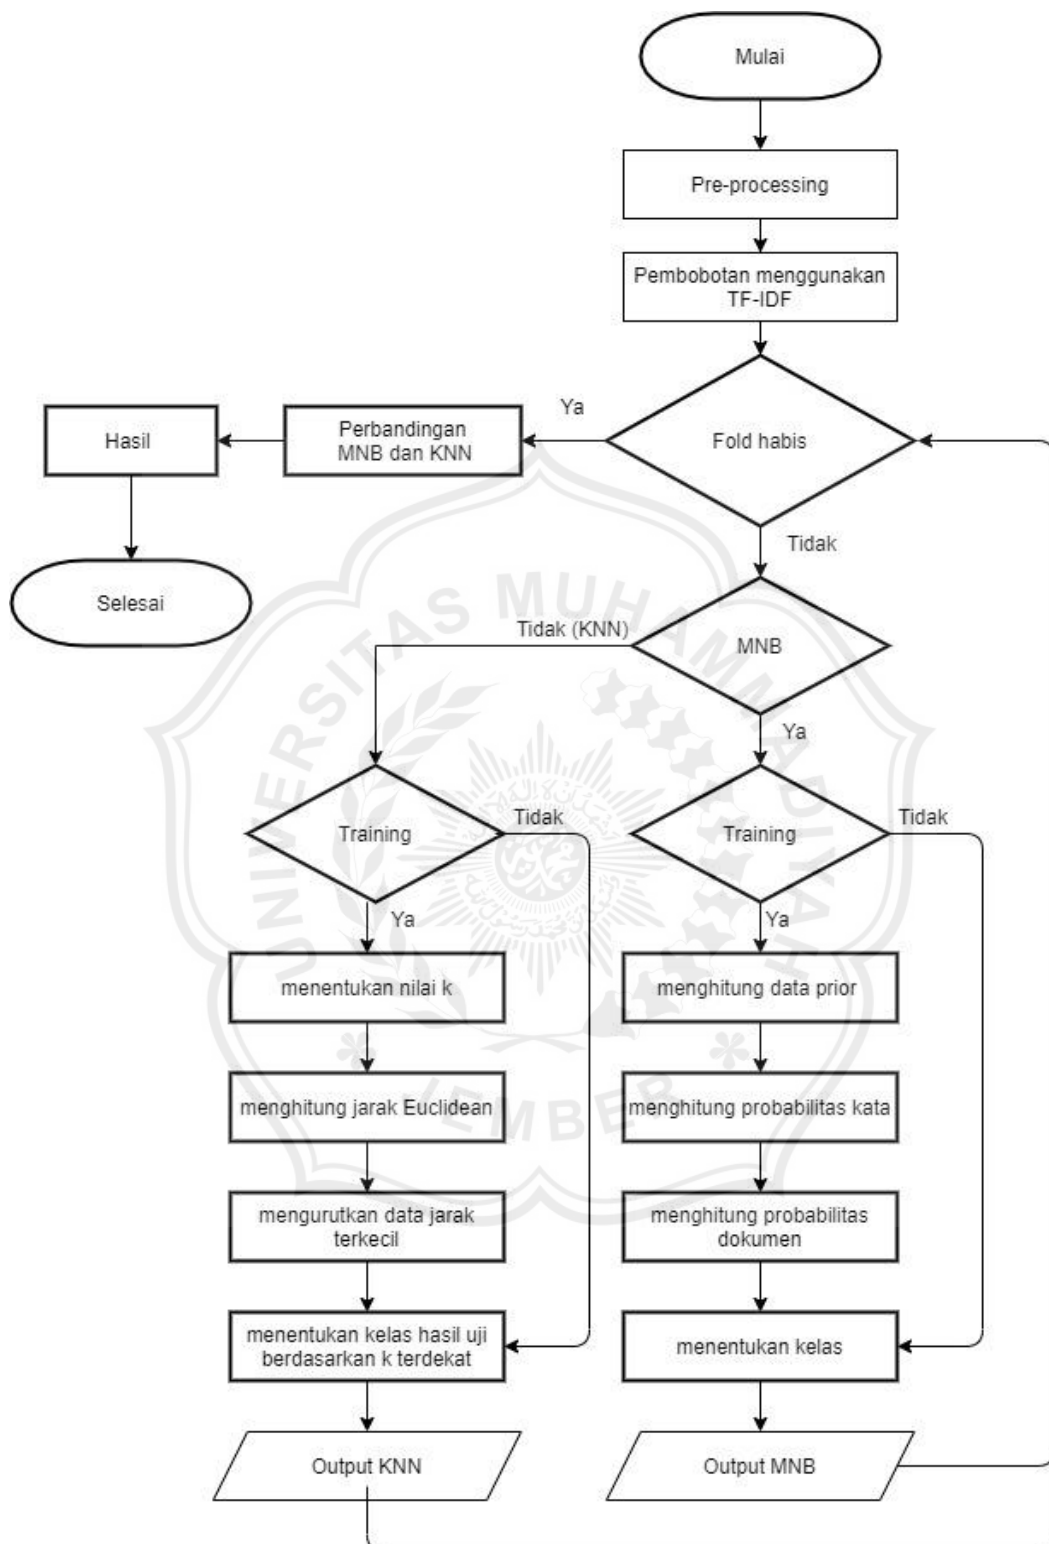 Mulai
Pre-processing
Pembobotan menggunakan
TF-IDF
Fold habis
Ya
Perbandingan
MNB dan KNN
Hasil
Selesai
Tidak
MNB
Tidak (KNN)
Ya
Training
Tidak
Training
Tidak
Ya
Ya
menentukan nilai k
menghitung data prior
menghitung jarak Euclidean
menghitung probabilitas kata
mengurutkan data jarak
terkecil
menghitung probabilitas
dokumen
menentukan kelas hasil uji
berdasarkan k terdekat
menentukan kelas
Output KNN
Output MNB
UNIVERSITAS MUHAMMADIYAH
JEMBER